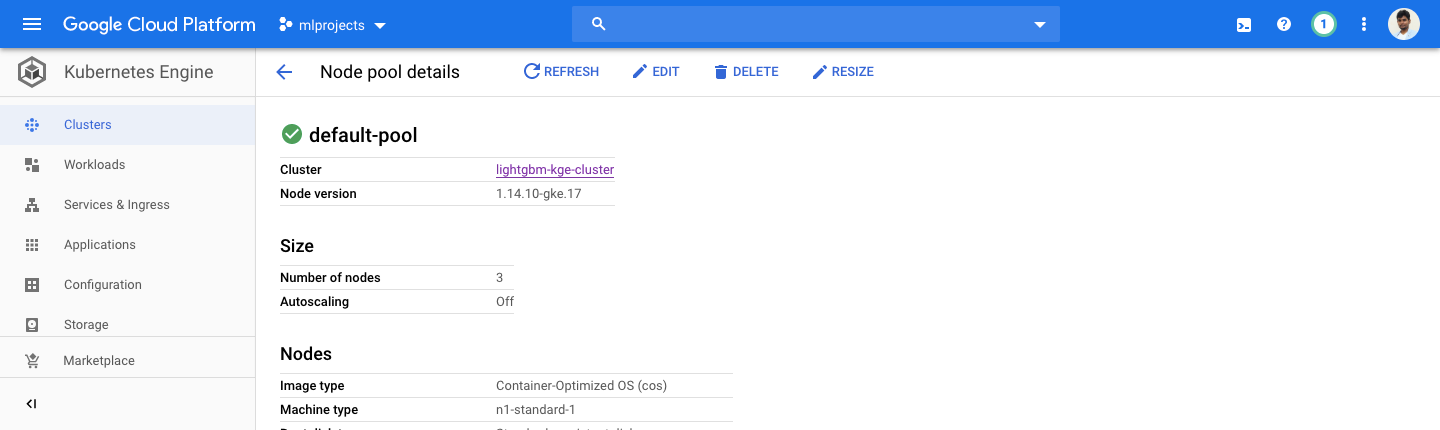 Google Cloud Platform mlprojects 1
Kubernetes Engine
Node pool details REFRESH EDIT DELETE RESIZE
Clusters
Workloads
Services & Ingress
Applications
Configuration
Storage
Marketplace
default-pool
Cluster lightgbm-kge-cluster
Node version 1.14.10-gke.17
Size
Number of nodes 3
Autoscaling Off
Nodes
Image type Container-Optimized OS (cos)
Machine type n1-standard-1